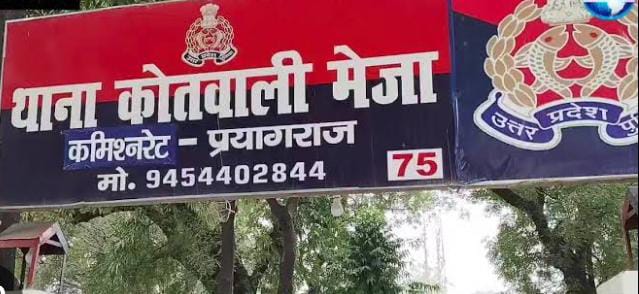 थाना कोतवाली मेजा
कमिश्नरेट - प्रयागराज
मो. 9454402844
75
उत्तर प्रदेश